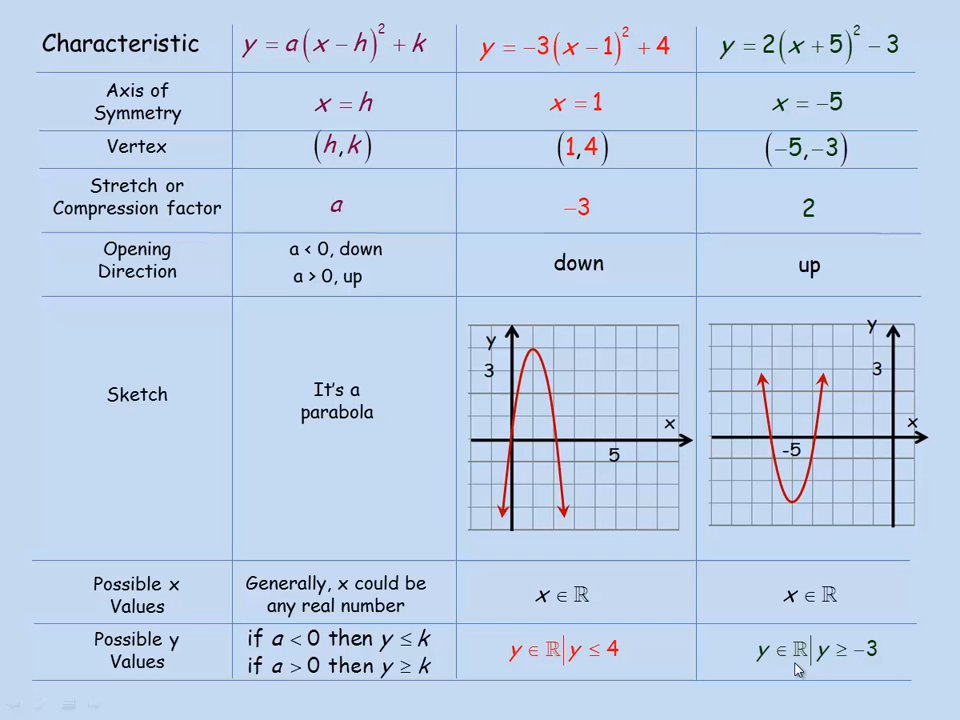 Characteristic y = a(x − h)² + k y = −3(x − 1)² + 4 y = 2(x + 5)² − 3
Axis of
Symmetry
x = h x = 1 x = −5
Vertex (h,k) (1,4) (−5,−3)
Stretch or
Compression factor
a −3 2
Opening
Direction
a < 0, down
a > 0, up
down up
Sketch
It's a
parabola
y
3
x
5
y
3
x
-5
Possible x
Values
Generally, x could be
any real number
x ∈ ℝ x ∈ ℝ
Possible y
Values
if a < 0 then y ≤ k
if a > 0 then y ≥ k
y ∈ ℝ|y ≤ 4 y ∈ ℝ|y ≥ −3